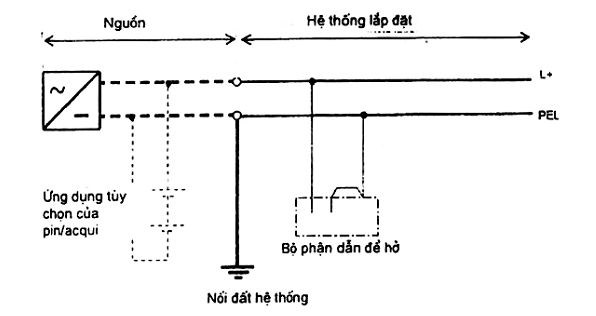 Nguồn
Hệ thống lắp đặt
L+
PEL
Ứng dụng tùy
chọn của
pin/acqui
Bộ phận dẫn để hở
Nối đất hệ thống